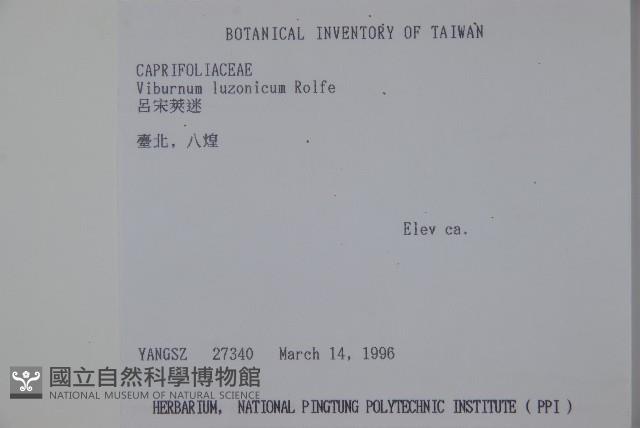 BOTANICAL INVENTORY OF TAIWAN
CAPRIFOLIACEAE
Viburnum luzonicum Rolfe
呂宋莢迷
臺北, 八煌
Elev ca.
YANGSZ 27340 March 14, 1996
國立自然科學博物館
NATIONAL MUSEUM OF NATURAL SCIENCE
HERBARIUM, NATIONAL PINGTUNG POLYTECHNIC INSTITUTE ( PPI )